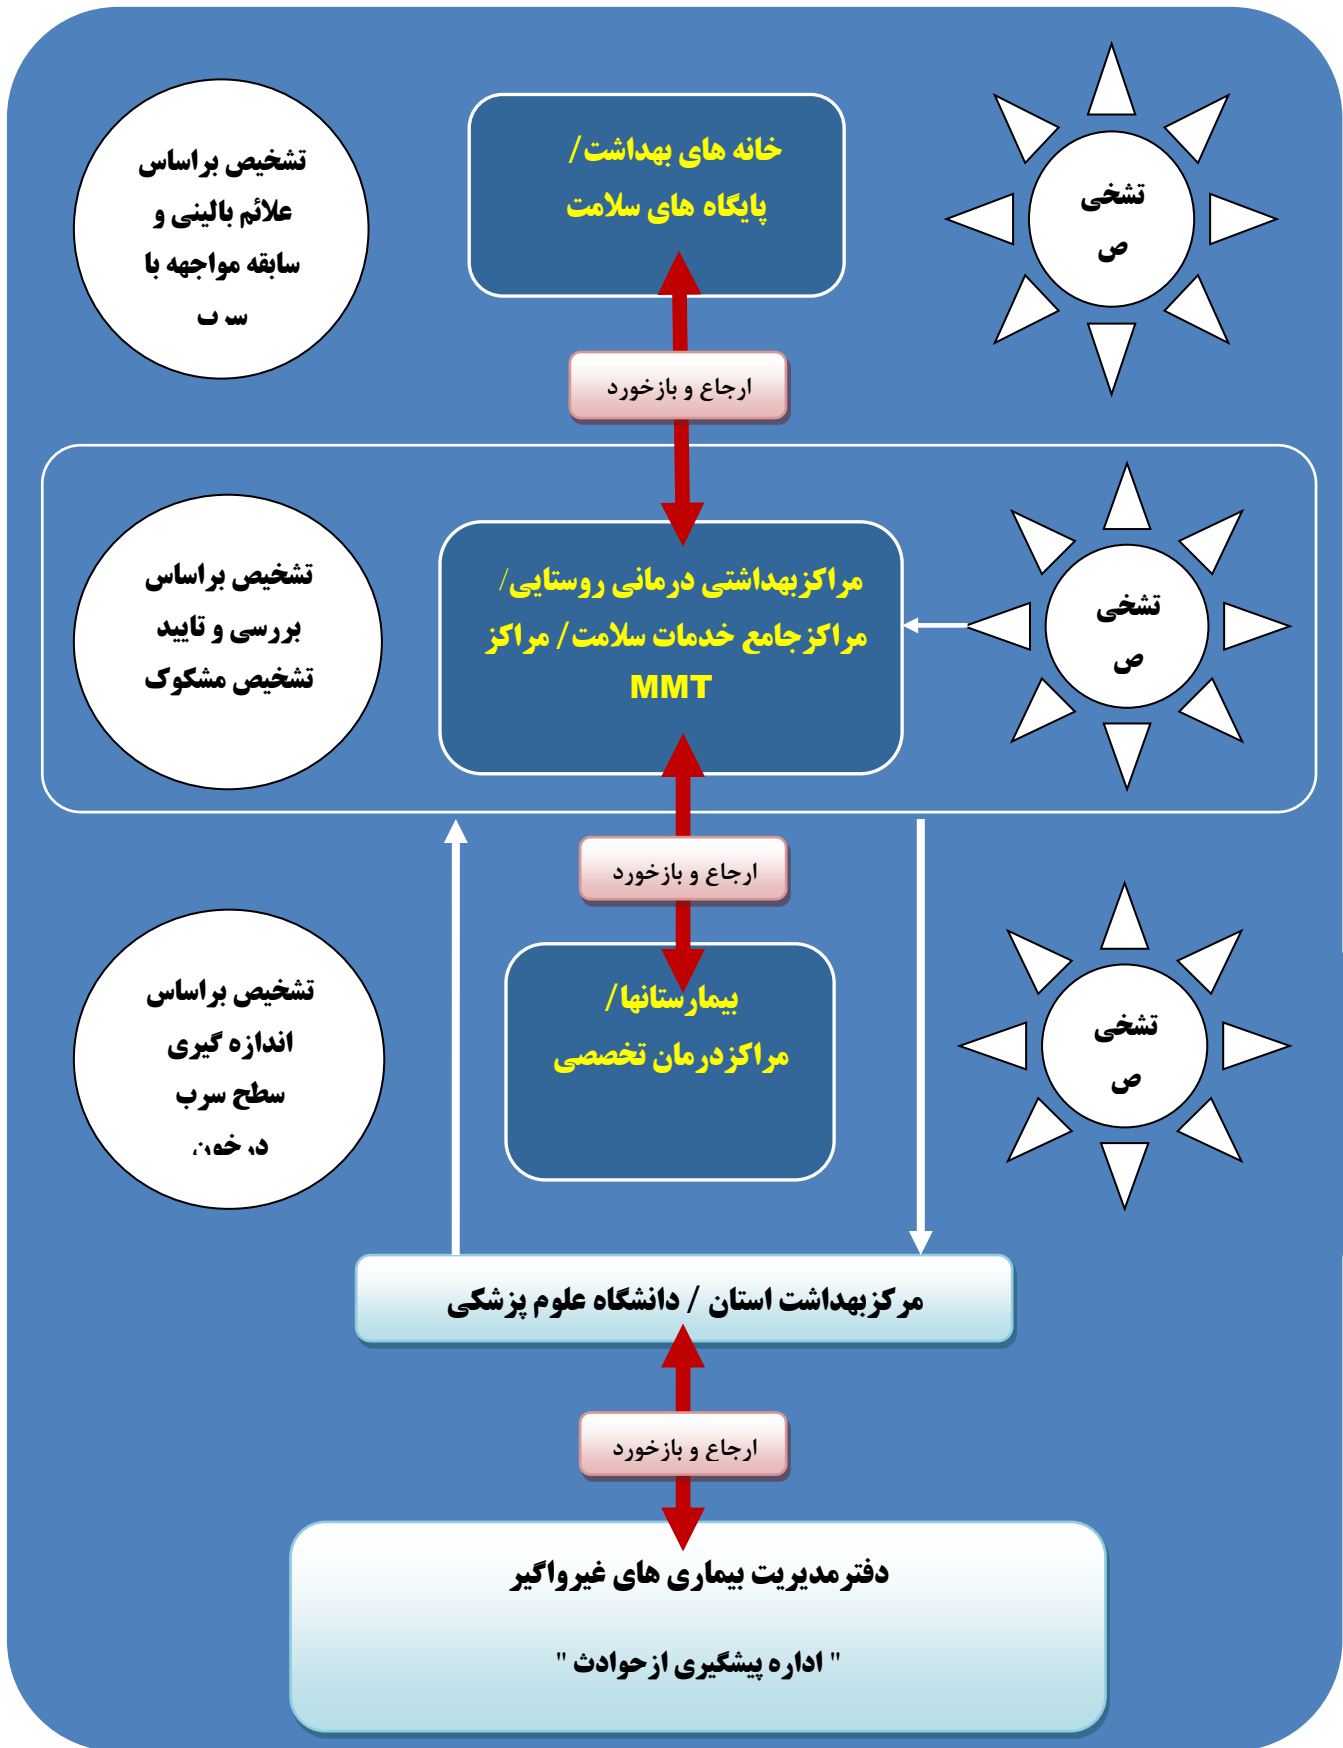 خانه های بهداشت/
پایگاه های سلامت
تشخی
ص
تشخیص براساس
علائم بالینی و
سابقه مواجهه با
سرب
ارجاع و بازخورد
تشخی
ص
مراکزبهداشتی درمانی روستایی/
مراکزجامع خدمات سلامت/ مراکز
MMT
تشخیص براساس
بررسی و تایید
تشخیص مشکوک
ارجاع و بازخورد
تشخی
ص
بیمارستانها/
مراکزدرمان تخصصی
تشخیص براساس
اندازه گیری
سطح سرب
درخون
مرکزبهداشت استان / دانشگاه علوم پزشکی
ارجاع و بازخورد
دفترمدیریت بیماری های غیرواگیر
" اداره پیشگیری ازحوادث "